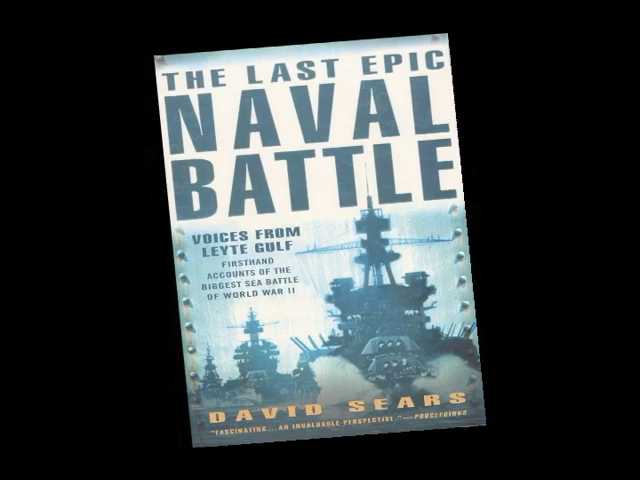 THE LAST EPIC
NAVAL
BATTLE
VOICES FROM
LEYTE GULF
FIRSTHAND
ACCOUNTS OF THE
BIGGEST SEA BATTLE
OF WORLD WAR II
DAVID SEARS
"FASCINATING...AN INVALUABLE PERSPECTIVE."—PROCEEDINGS